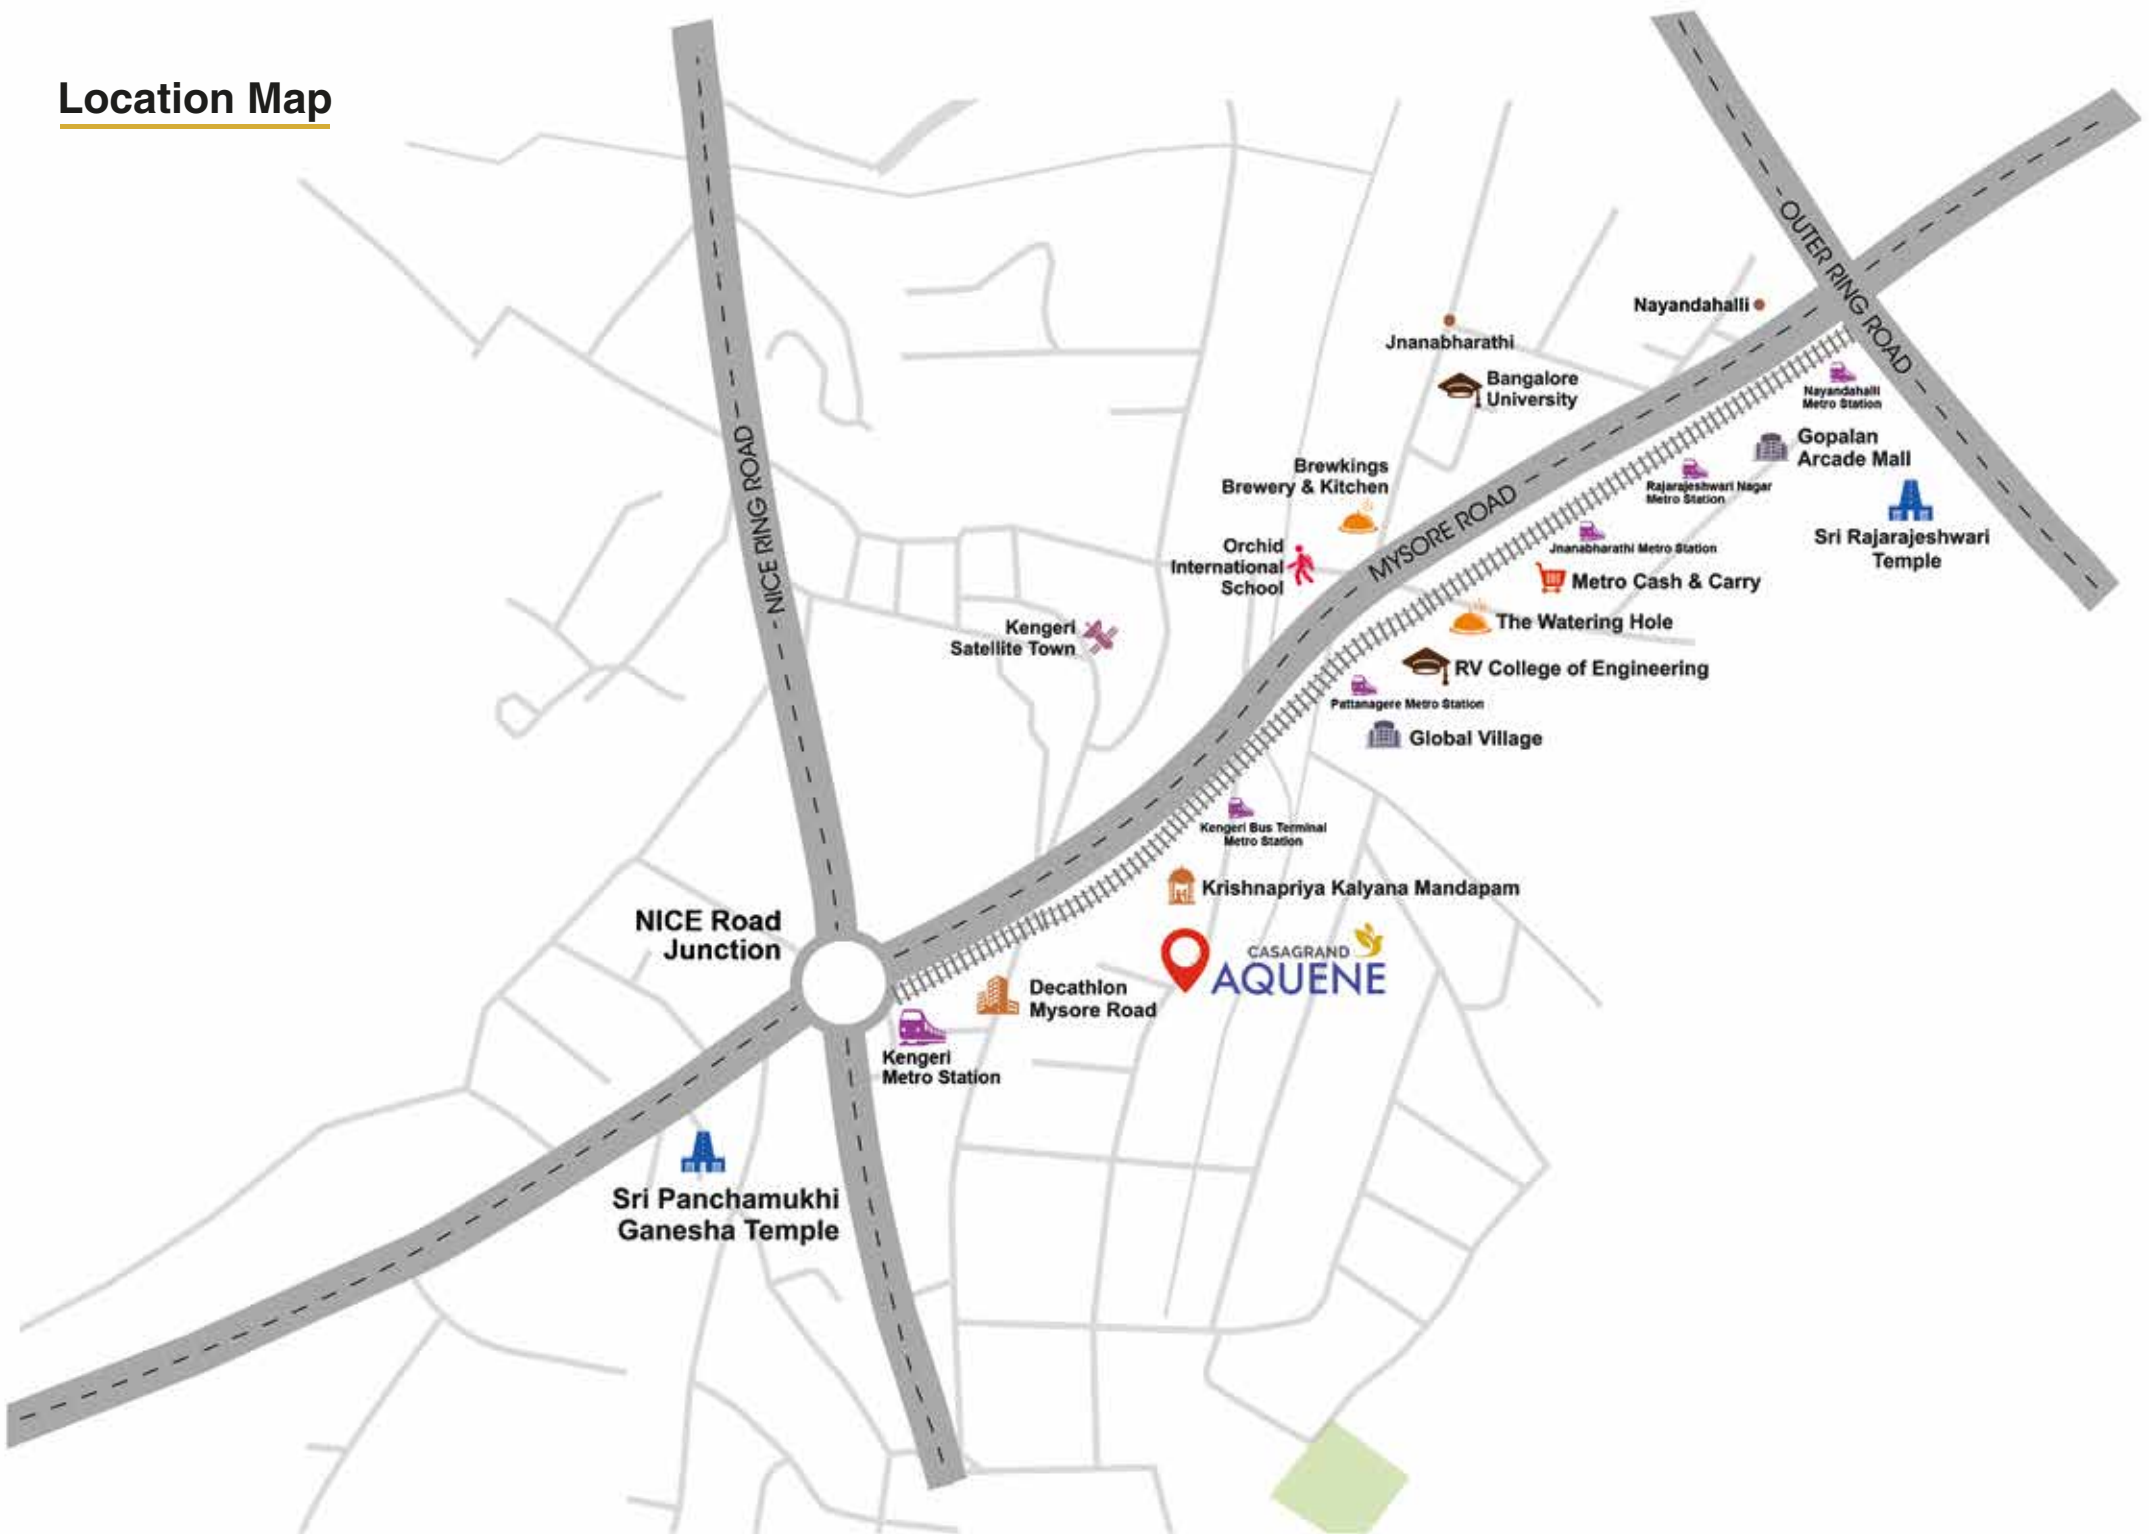 Location Map
OUTER RING ROAD
Nayandahalli
Jnanabharathi
Bangalore
University
Nayandahalli
Metro Station
Gopalan
Arcade Mall
NICE RING ROAD
Brewkings
Brewery & Kitchen
Rajarajeshwari Nagar
Metro Station
MYSORE ROAD
Sri Rajarajeshwari
Temple
Orchid
International
School
Jnanabharathi Metro Station
Metro Cash & Carry
The Watering Hole
Kengeri
Satellite Town
RV College of Engineering
Pattanagere Metro Station
Global Village
Kengeri Bus Terminal
Metro Station
Krishnapriya Kalyana Mandapam
NICE Road
Junction
CASAGRAND
AQUENE
Decathlon
Mysore Road
Kengeri
Metro Station
Sri Panchamukhi
Ganesha Temple